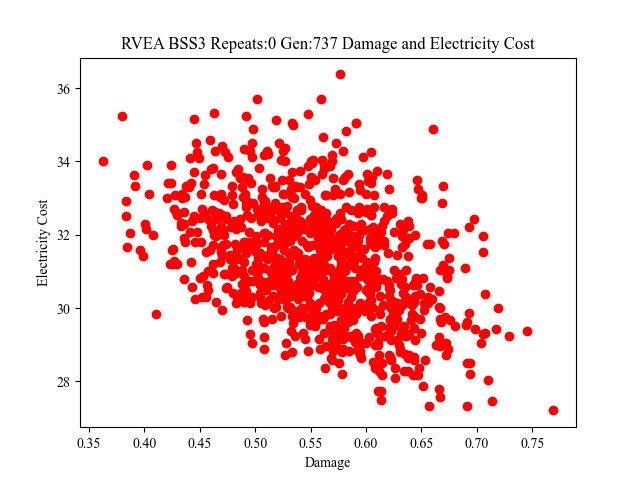 RVEA BSS3 Repeats:0 Gen:737 Damage and Electricity Cost
36
34
32
30
28
Electricity Cost
0.35 0.40 0.45 0.50 0.55 0.60 0.65 0.70 0.75
Damage